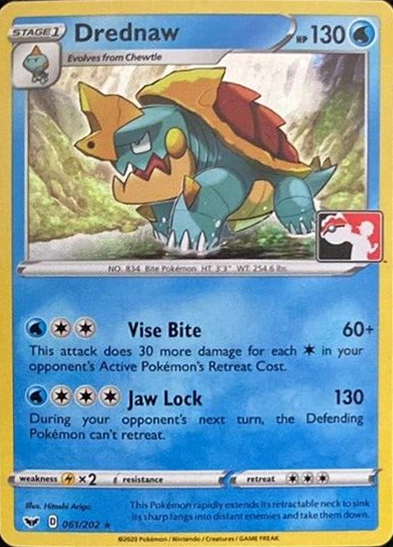 STAGE 1 Drednaw HP 130
Evolves from Chewtle
NO. 834 Bite Pokémon HT: 3'3" WT: 254.6 lbs.
Vise Bite 60+
This attack does 30 more damage for each in your
opponent's Active Pokémon's Retreat Cost.
Jaw Lock 130
During your opponent's next turn, the Defending
Pokémon can't retreat.
weakness ×2 resistance retreat
Illus. Hitoshi Ariga
D 061/202 ★
This Pokémon rapidly extends its retractable neck to sink
its sharp fangs into distant enemies and take them down.
©2020 Pokémon / Nintendo / Creatures / GAME FREAK